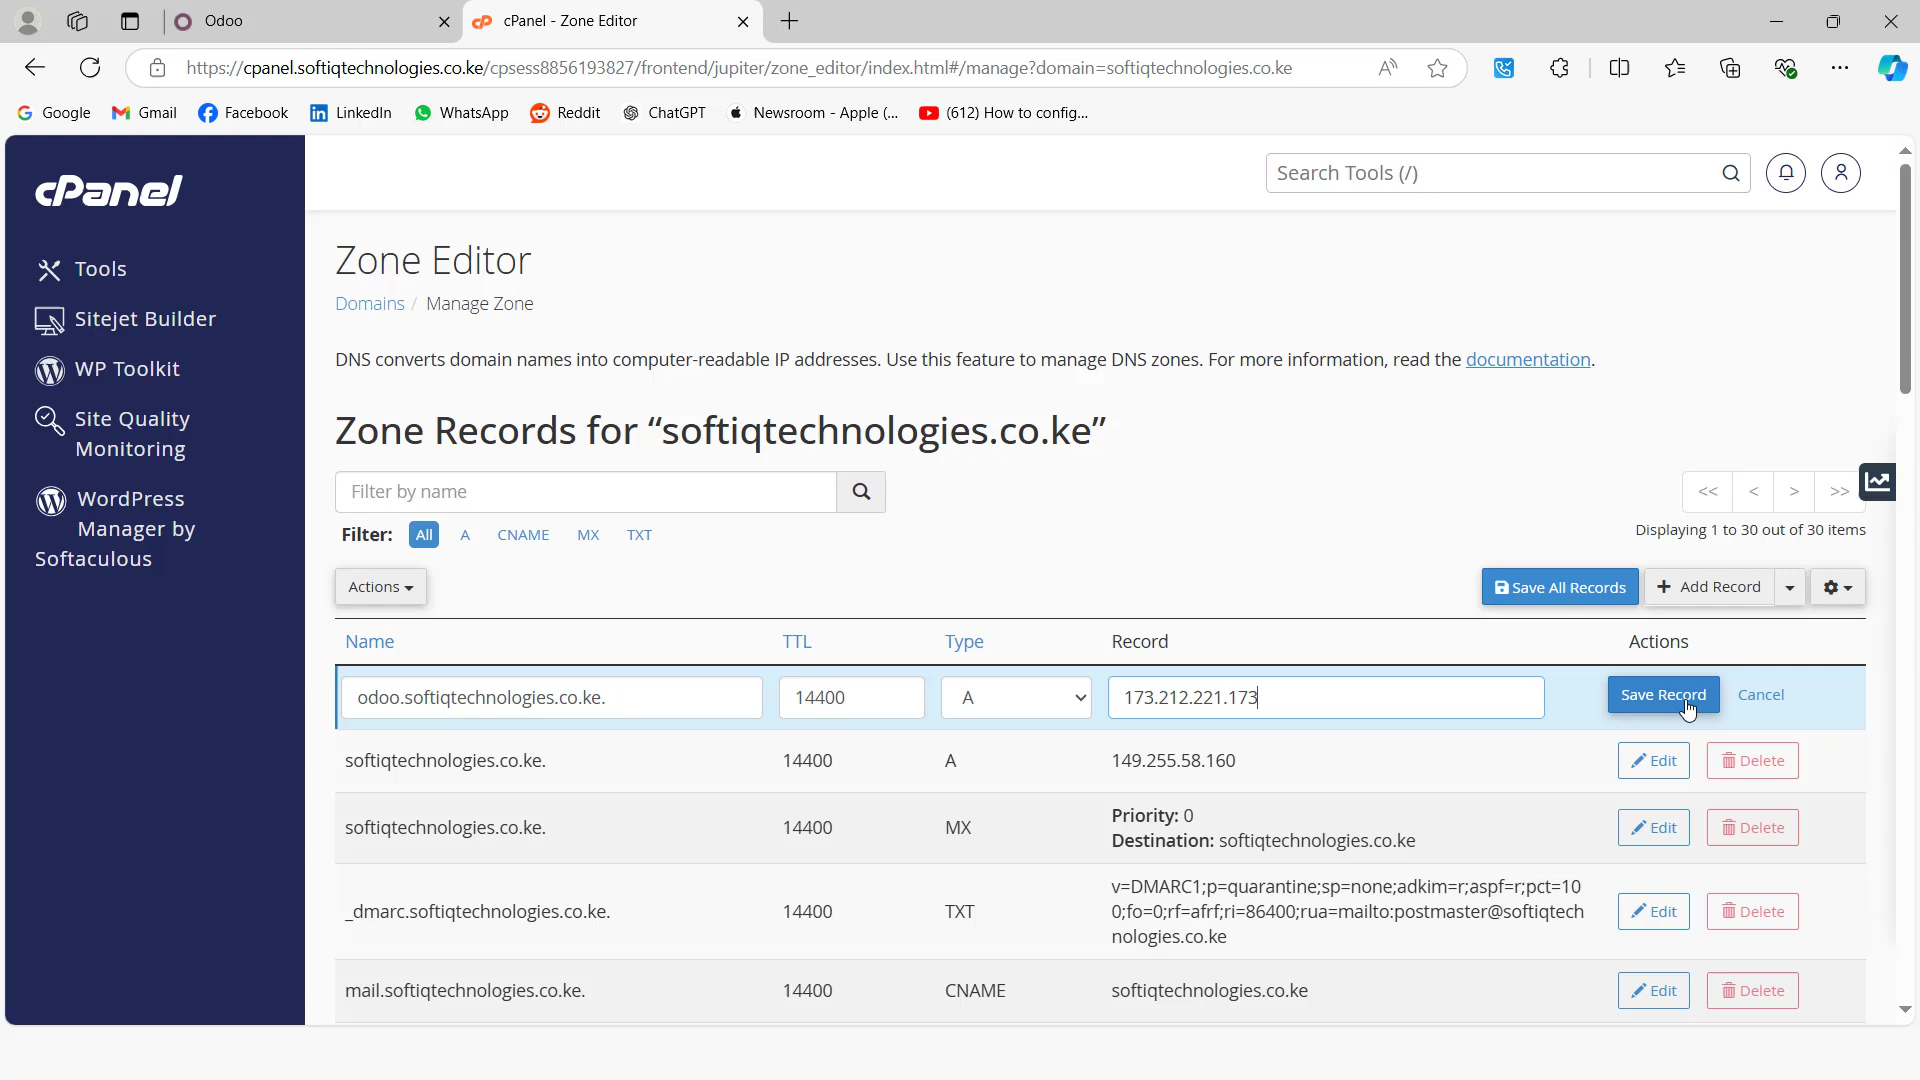 Odoo
cPanel - Zone Editor
https://cpanel.softiqtechnologies.co.ke/cpsess8856193827/frontend/jupiter/zone_editor/index.html#/manage?domain=softiqtechnologies.co.ke
Google
Gmail
Facebook
LinkedIn
WhatsApp
Reddit
ChatGPT
Newsroom - Apple (...
(612) How to config...
cPanel
Search Tools (/)
Tools
Sitejet Builder
WP Toolkit
Site Quality
Monitoring
WordPress
Manager by
Softaculous
Zone Editor
Domains / Manage Zone
DNS converts domain names into computer-readable IP addresses. Use this feature to manage DNS zones. For more information, read the documentation.
Zone Records for “softiqtechnologies.co.ke”
Filter by name
<< < > >>
Filter: All A CNAME MX TXT
Displaying 1 to 30 out of 30 items
Actions
Save All Records
+ Add Record
Name TTL Type Record Actions
odoo.softiqtechnologies.co.ke. 14400 A 173.212.221.173 Save Record Cancel
softiqtechnologies.co.ke. 14400 A 149.255.58.160 Edit Delete
softiqtechnologies.co.ke. 14400 MX Priority: 0
Destination: softiqtechnologies.co.ke Edit Delete
_dmarc.softiqtechnologies.co.ke. 14400 TXT v=DMARC1;p=quarantine;sp=none;adkim=r;aspf=r;pct=10
0;fo=0;rf=afrf;ri=86400;rua=mailto:postmaster@softiqtech
nologies.co.ke Edit Delete
mail.softiqtechnologies.co.ke. 14400 CNAME softiqtechnologies.co.ke Edit Delete